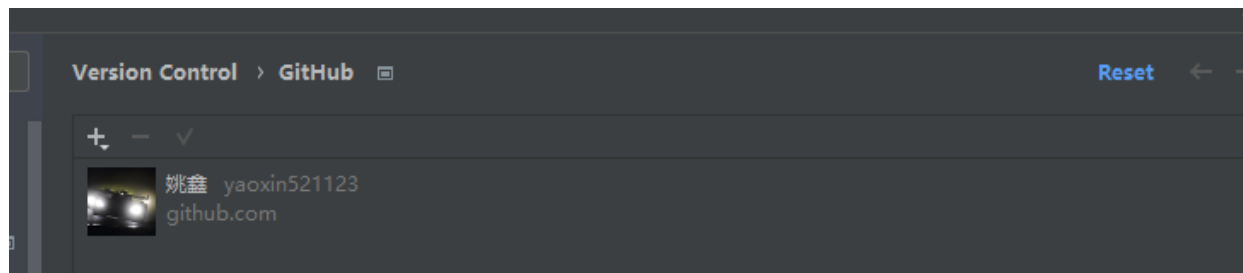 Version Control › GitHub
Reset
姚鑫 yaoxin521123
github.com